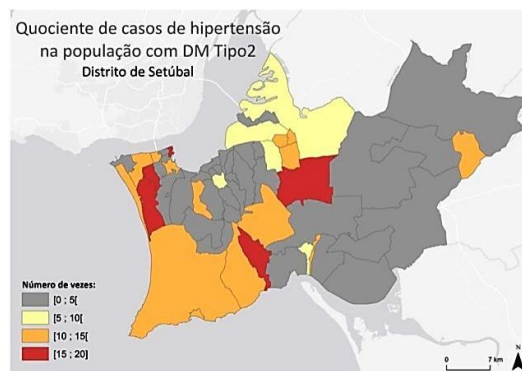 Quociente de casos de hipertensão
na população com DM Tipo2
Distrito de Setúbal
Número de vezes:
[0 ; 5[
[5 ; 10[
[10 ; 15[
[15 ; 20]
0 7 km
N